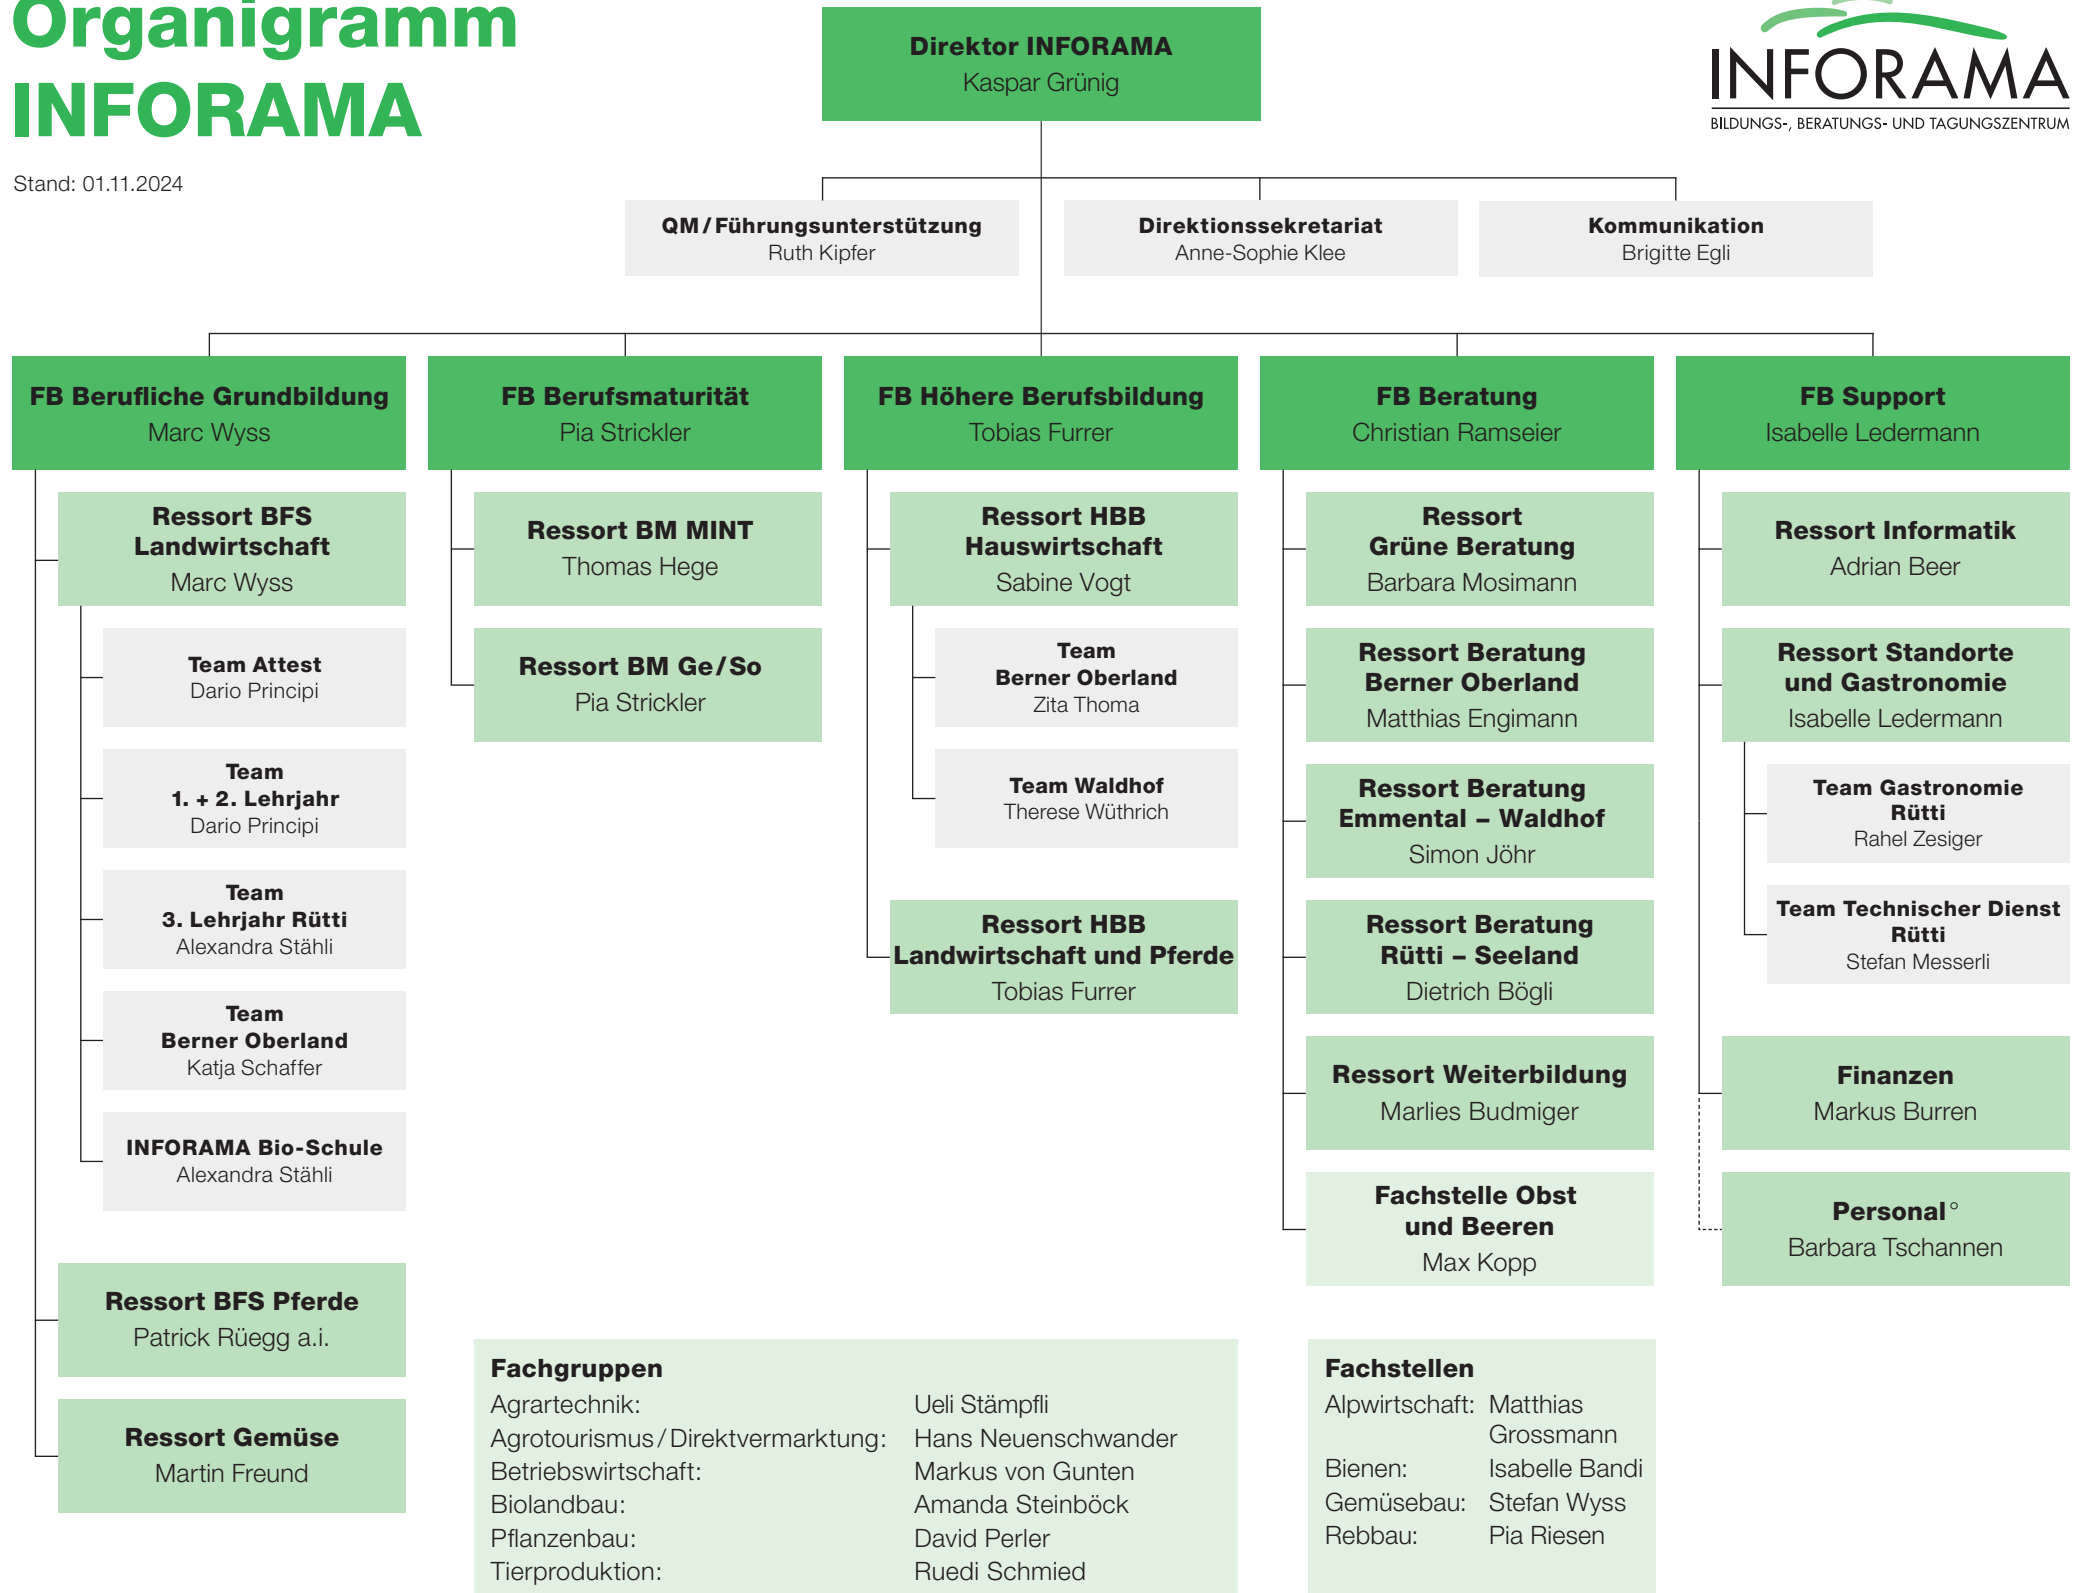 Organigramm
INFORAMA
Stand: 01.11.2024
Direktor INFORAMA
Kaspar Grünig
INFORAMA
BILDUNGS-, BERATUNGS- UND TAGUNGSZENTRUM
QM/Führungsunterstützung
Ruth Kipfer
Direktionssekretariat
Anne-Sophie Klee
Kommunikation
Brigitte Egli
FB Berufliche Grundbildung
Marc Wyss
Ressort BFS
Landwirtschaft
Marc Wyss
Team Attest
Dario Principi
Team
1. + 2. Lehrjahr
Dario Principi
Team
3. Lehrjahr Rütti
Alexandra Stähli
Team
Berner Oberland
Katja Schaffer
INFORAMA Bio-Schule
Alexandra Stähli
Ressort BFS Pferde
Patrick Rüegg a.i.
Ressort Gemüse
Martin Freund
FB Berufsmaturität
Pia Strickler
Ressort BM MINT
Thomas Hege
Ressort BM Ge/So
Pia Strickler
FB Höhere Berufsbildung
Tobias Furrer
Ressort HBB
Hauswirtschaft
Sabine Vogt
Team
Berner Oberland
Zita Thoma
Team Waldhof
Therese Wüthrich
Ressort HBB
Landwirtschaft und Pferde
Tobias Furrer
FB Beratung
Christian Ramseier
Ressort
Grüne Beratung
Barbara Mosimann
Ressort Beratung
Berner Oberland
Matthias Engimann
Ressort Beratung
Emmental – Waldhof
Simon Jöhr
Ressort Beratung
Rütti – Seeland
Dietrich Bögli
Ressort Weiterbildung
Marlies Budmiger
Fachstelle Obst
und Beeren
Max Kopp
FB Support
Isabelle Ledermann
Ressort Informatik
Adrian Beer
Ressort Standorte
und Gastronomie
Isabelle Ledermann
Team Gastronomie
Rütti
Rahel Zesiger
Team Technischer Dienst
Rütti
Stefan Messerli
Finanzen
Markus Burren
Personal°
Barbara Tschannen
Fachgruppen
Agrartechnik: Ueli Stämpfli
Agrotourismus/Direktvermarktung: Hans Neuenschwander
Betriebswirtschaft: Markus von Gunten
Biolandbau: Amanda Steinböck
Pflanzenbau: David Perler
Tierproduktion: Ruedi Schmied
Fachstellen
Alpwirtschaft: Matthias
Grossmann
Bienen: Isabelle Bandi
Gemüsebau: Stefan Wyss
Rebbau: Pia Riesen